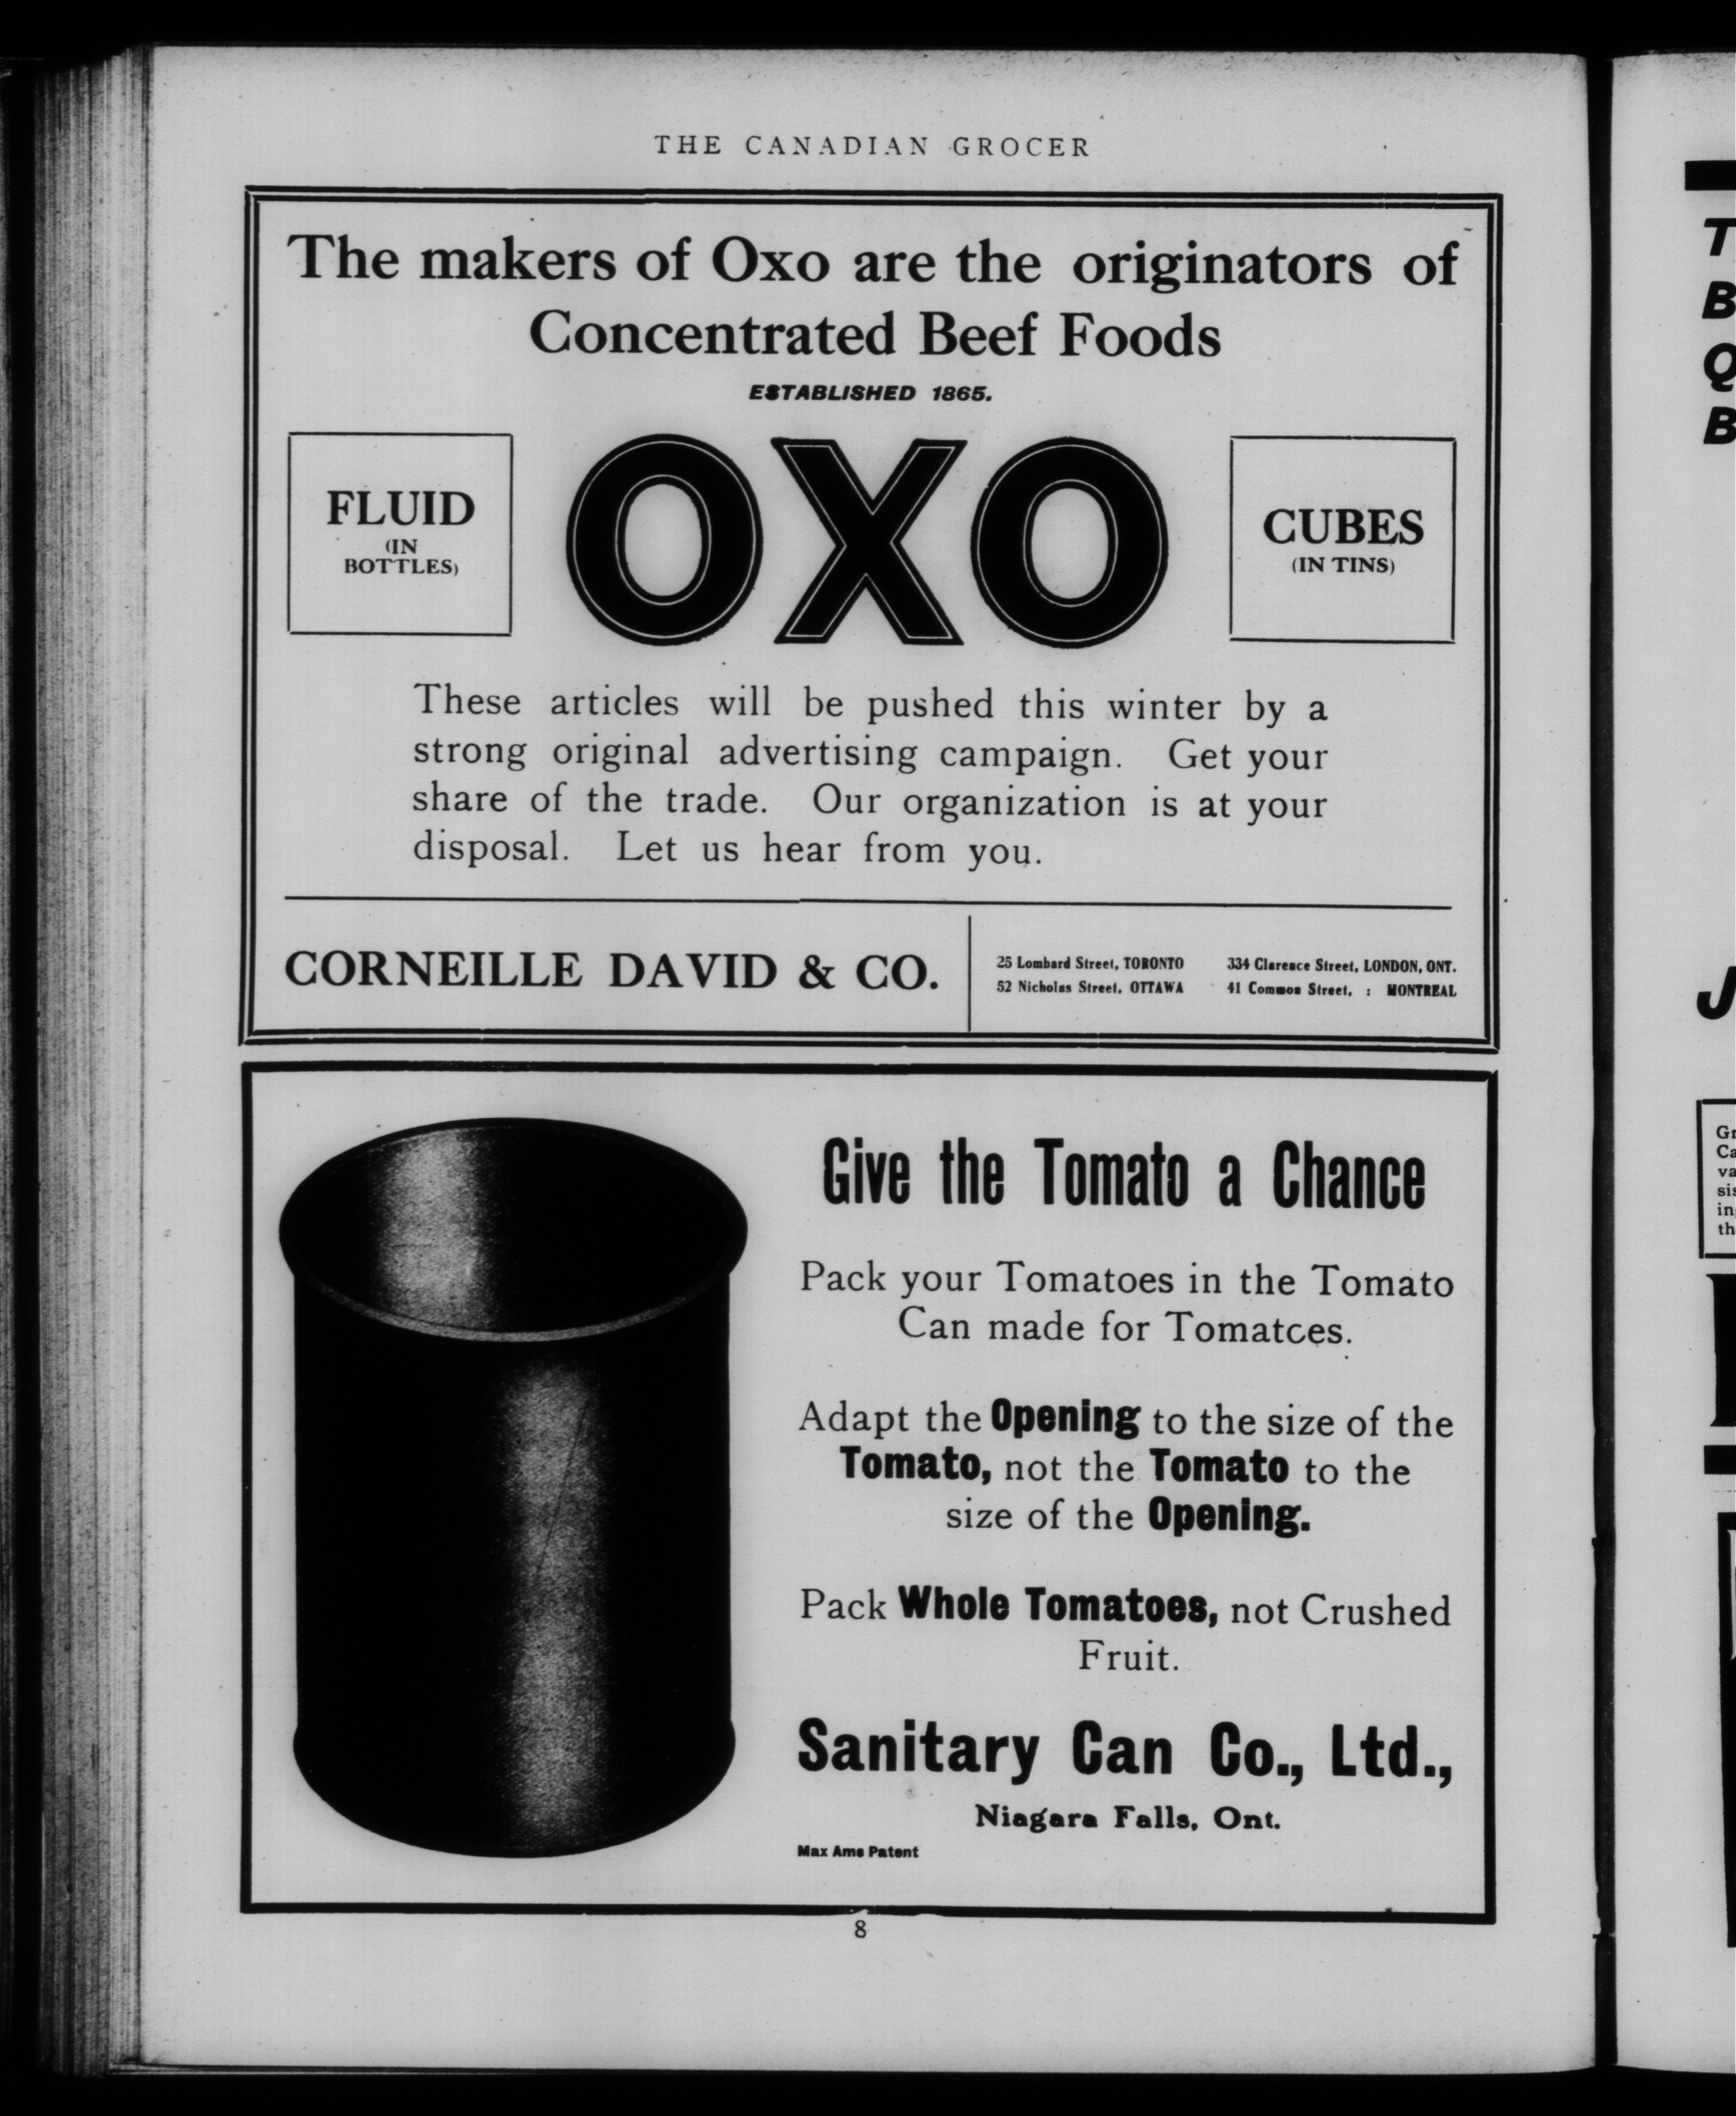 THE CANADIAN GROCER
The makers of Oxo are the originators of
Concentrated Beef Foods
ESTABLISHED 1865.
FLUID
(IN
BOTTLES)
OXO
CUBES
(IN TINS)
These articles will be pushed this winter by a
strong original advertising campaign. Get your
share of the trade. Our organization is at your
disposal. Let us hear from you.
CORNEILLE DAVID & CO.
25 Lombard Street, TORONTO 334 Clarence Street, LONDON, ONT.
52 Nicholas Street, OTTAWA 41 Common Street, : MONTREAL
Give the Tomato a Chance
Pack your Tomatoes in the Tomato
Can made for Tomatces.
Adapt the Opening to the size of the
Tomato, not the Tomato to the
size of the Opening.
Pack Whole Tomatoes, not Crushed
Fruit.
Sanitary Can Co., Ltd.,
Niagara Falls, Ont.
Max Ams Patent
8